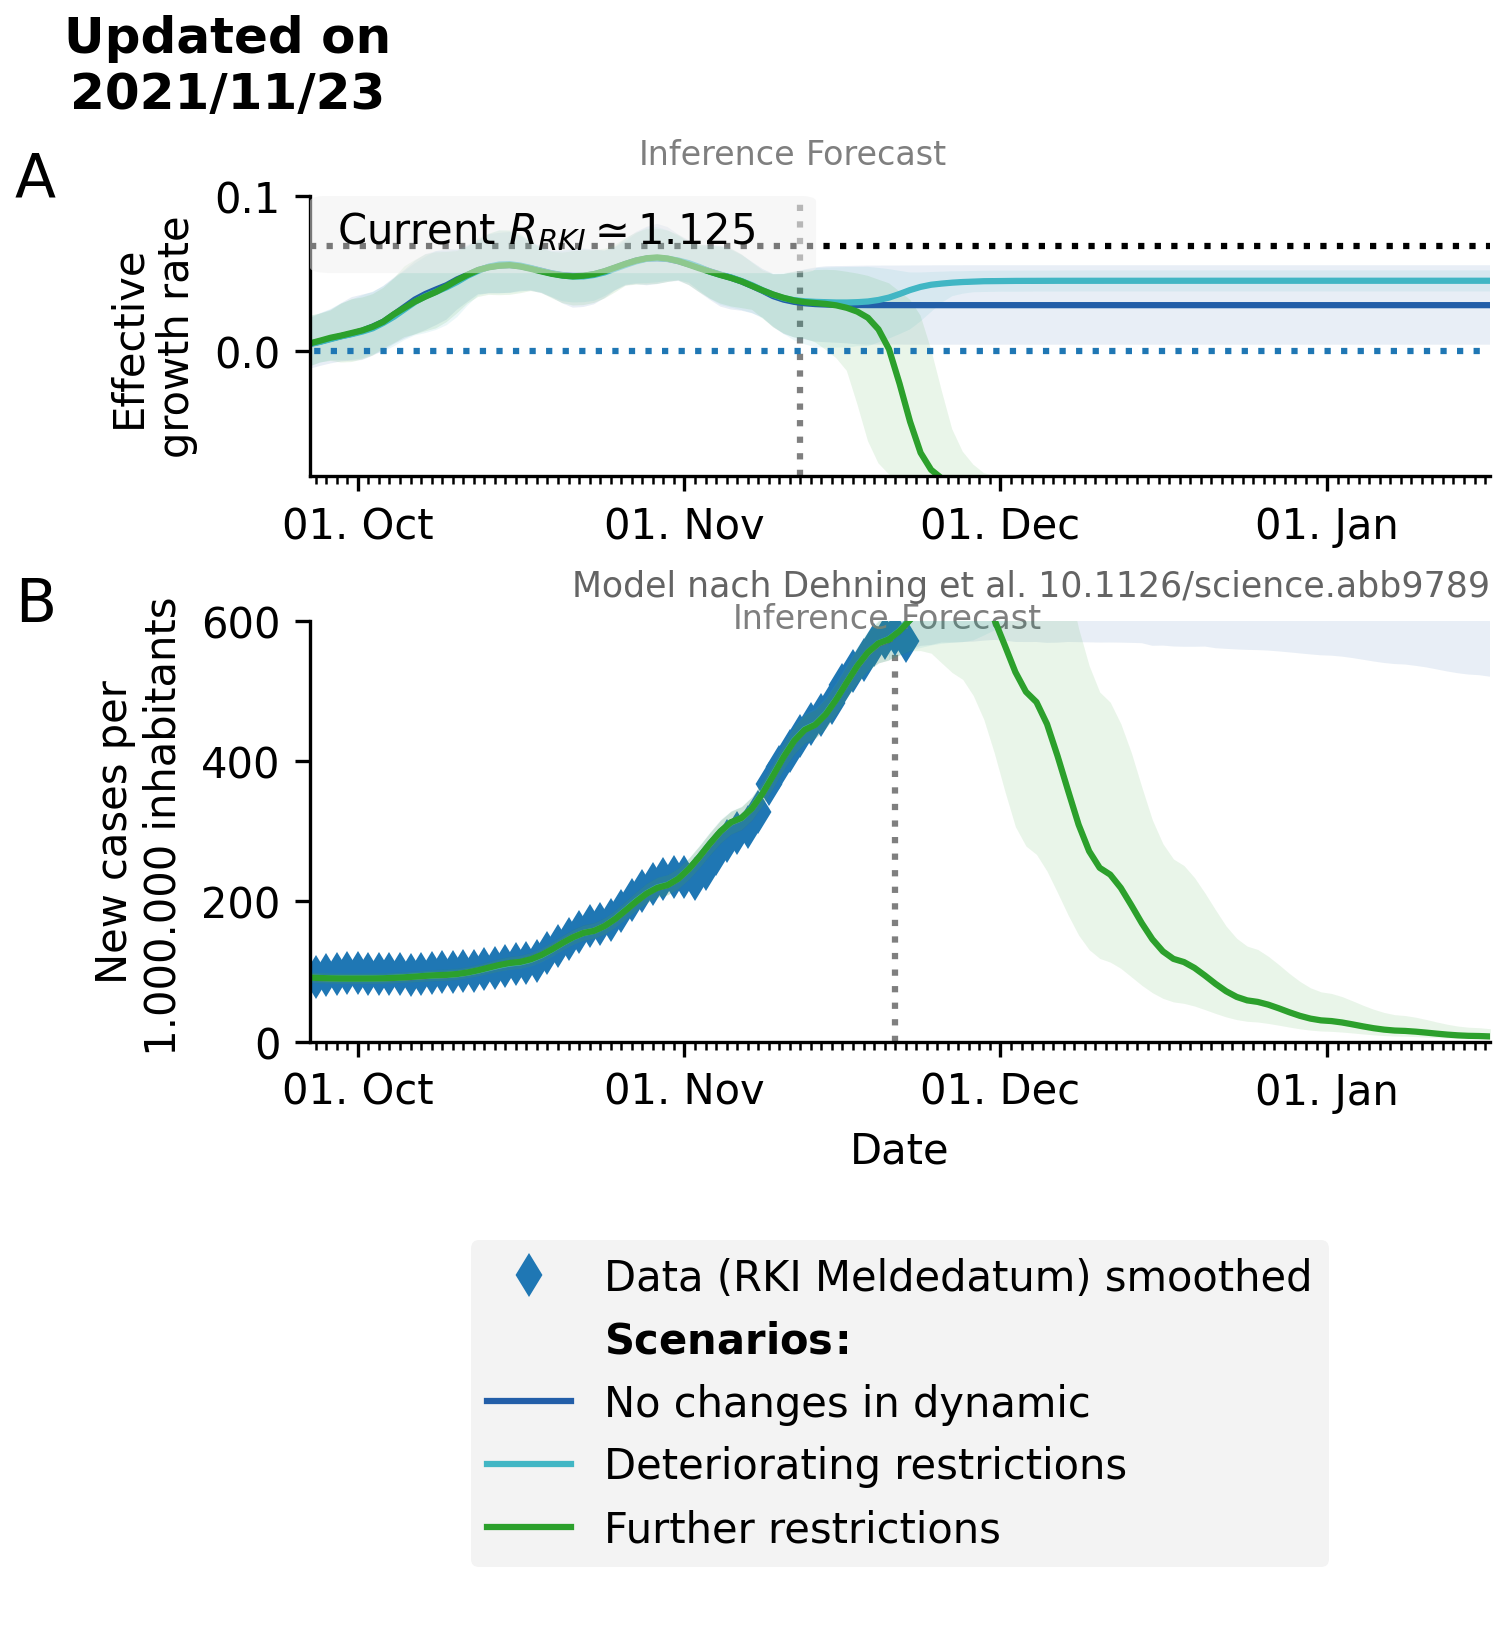 Updated on
2021/11/23
A
Inference Forecast
0.1
0.0
Effective
growth rate
Current R_RKI ≃ 1.125
01. Oct
01. Nov
01. Dec
01. Jan
B
Model nach Dehning et al. 10.1126/science.abb9789
Inference Forecast
600
400
200
0
New cases per
1.000.000 inhabitants
01. Oct
01. Nov
01. Dec
01. Jan
Date
Data (RKI Meldedatum) smoothed
Scenarios:
No changes in dynamic
Deteriorating restrictions
Further restrictions